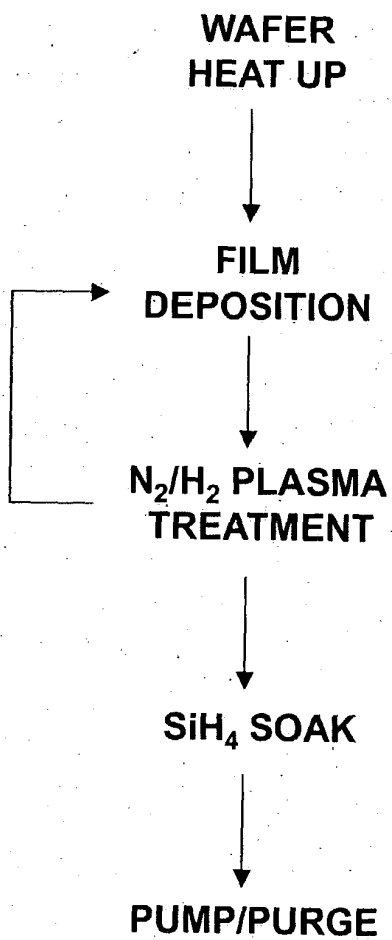 WAFER
HEAT UP
FILM
DEPOSITION
N₂/H₂ PLASMA
TREATMENT
SiH₄ SOAK
PUMP/PURGE